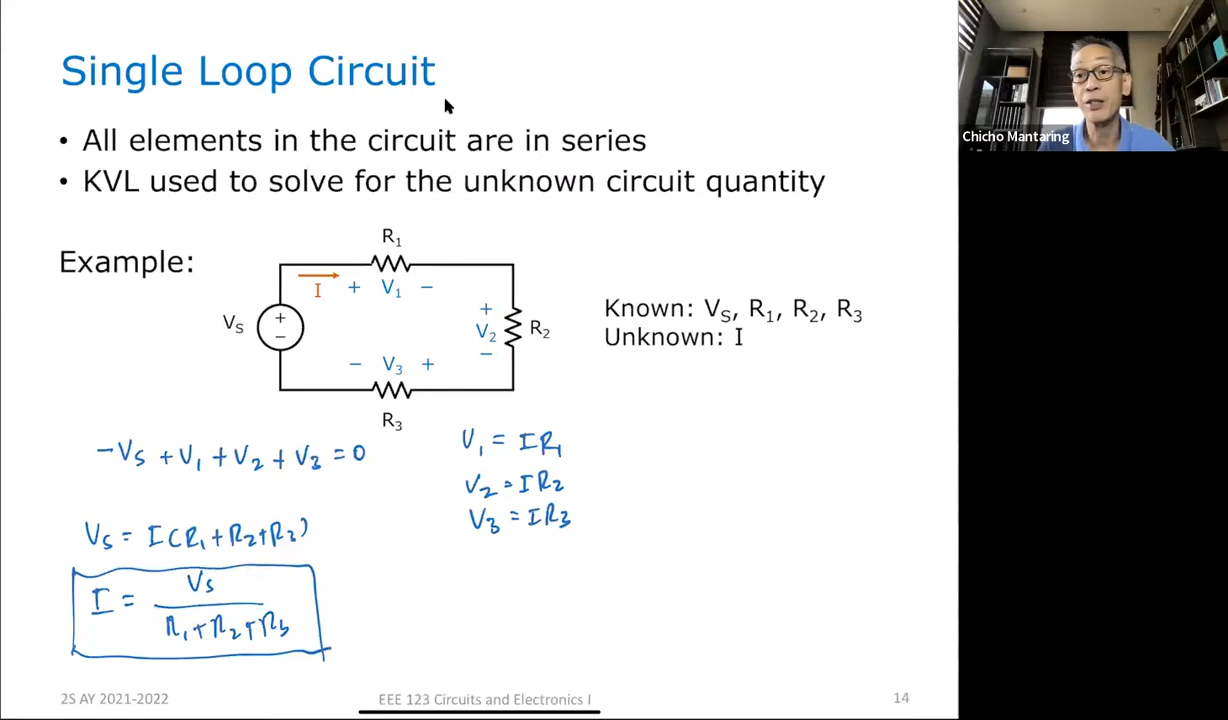 Single Loop Circuit
• All elements in the circuit are in series
• KVL used to solve for the unknown circuit quantity
Example:
R₁
I + V₁ −
Vₛ + −
+ V₂ − R₂
− V₃ +
R₃
Known: Vₛ, R₁, R₂, R₃
Unknown: I
−Vₛ + V₁ + V₂ + V₃ = 0
V₁ = IR₁
V₂ = IR₂
V₃ = IR₃
Vₛ = I(R₁ + R₂ + R₃)
I = Vₛ / R₁ + R₂ + R₃
2S AY 2021-2022
EEE 123 Circuits and Electronics I
14
Chicho Mantaring